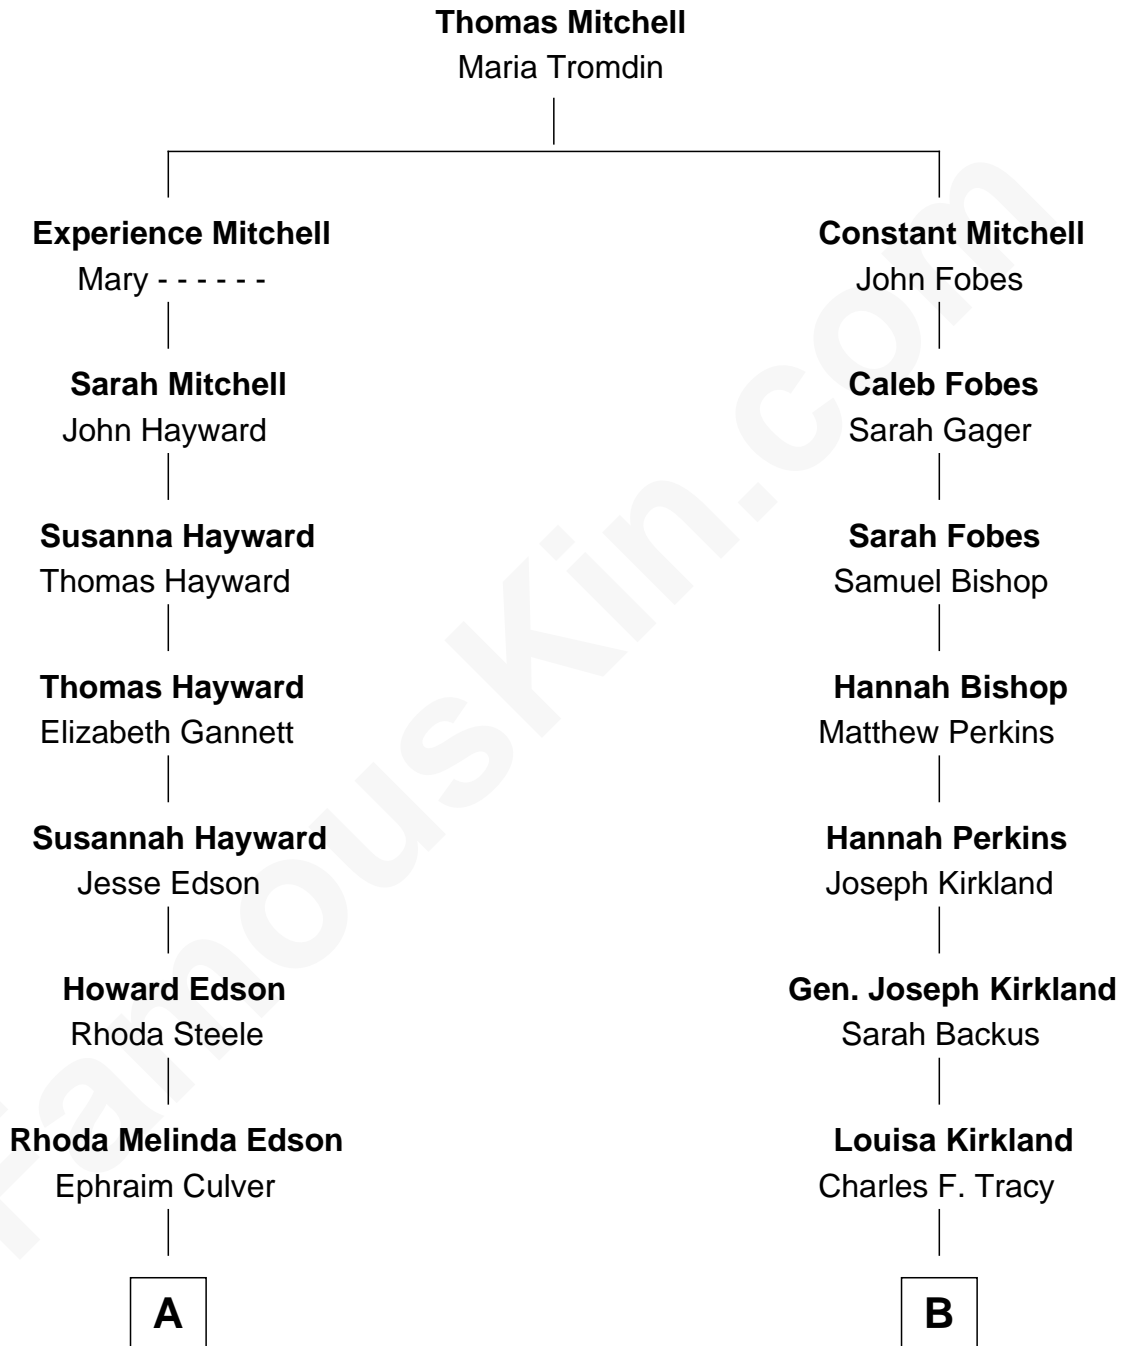 Thomas Mitchell
Maria Tromdin
Experience Mitchell
Mary - - - - - -
Constant Mitchell
John Fobes
Sarah Mitchell
John Hayward
Caleb Fobes
Sarah Gager
Susanna Hayward
Thomas Hayward
Sarah Fobes
Samuel Bishop
Thomas Hayward
Elizabeth Gannett
Hannah Bishop
Matthew Perkins
Susannah Hayward
Jesse Edson
Hannah Perkins
Joseph Kirkland
Howard Edson
Rhoda Steele
Gen. Joseph Kirkland
Sarah Backus
Rhoda Melinda Edson
Ephraim Culver
Louisa Kirkland
Charles F. Tracy
A
B
FamousKin.com